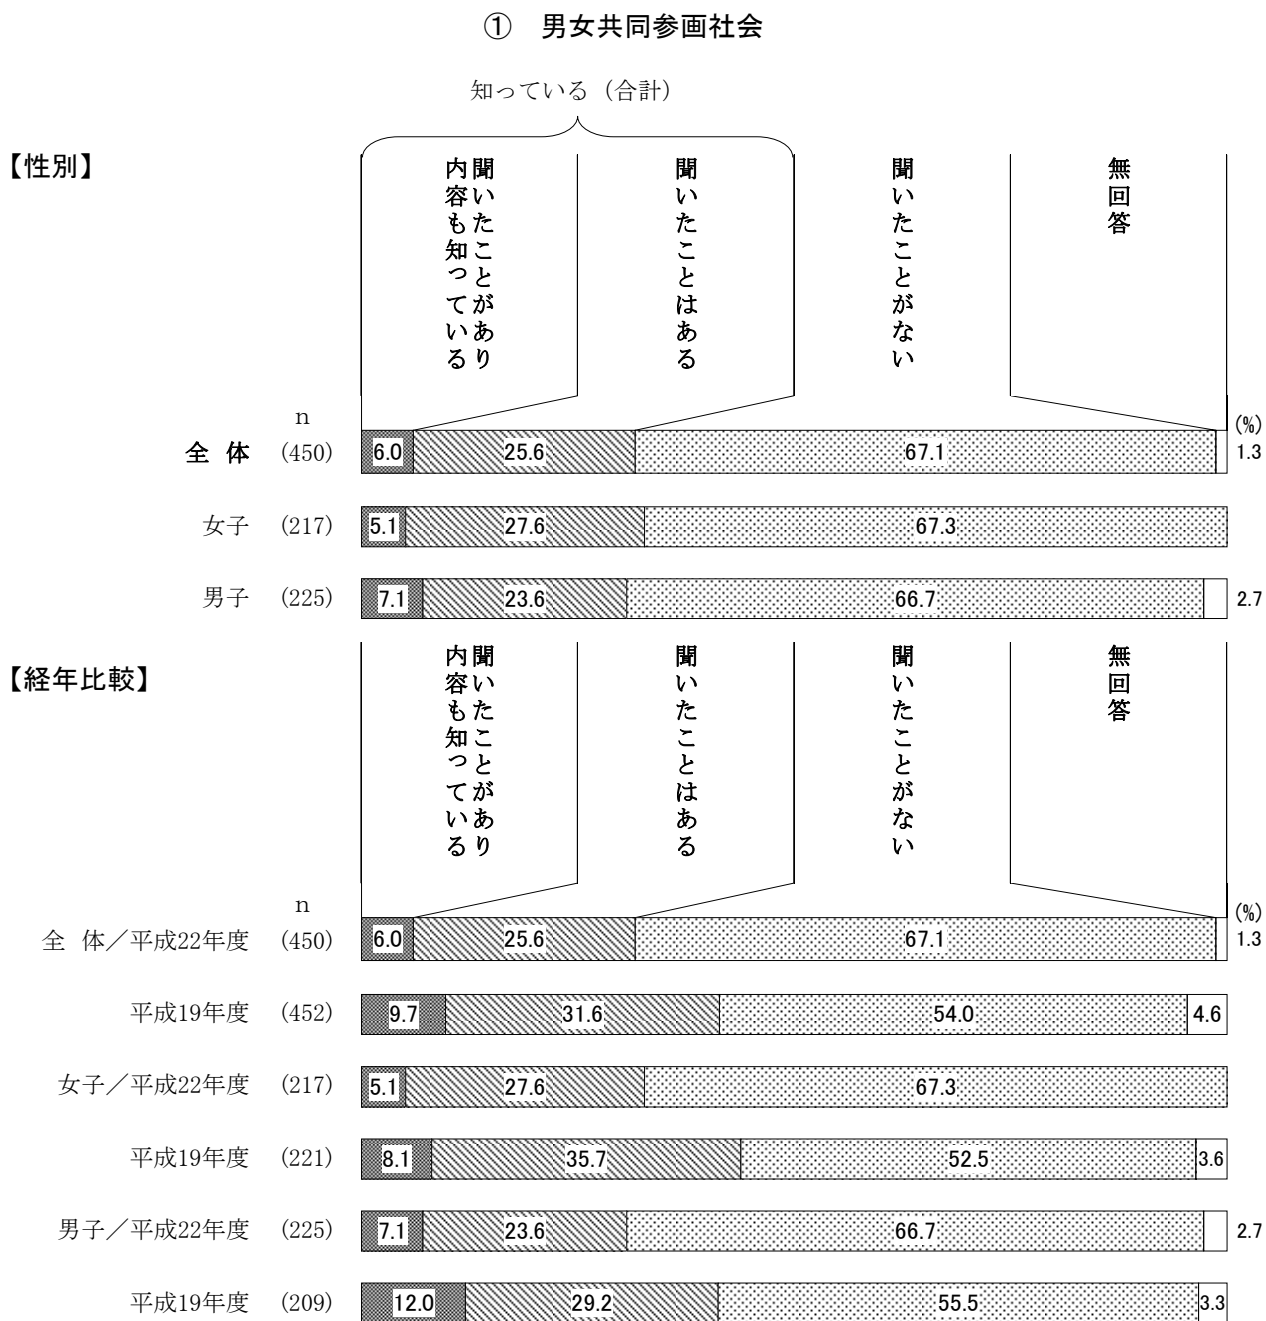 ① 男女共同参画社会
知っている（合計）
【性別】
聞いたことがあり
内容も知っている
聞いたことはある
聞いたことがない
無回答
n
(%)
全 体 (450) 6.0 25.6 67.1 1.3
女子 (217) 5.1 27.6 67.3
男子 (225) 7.1 23.6 66.7 2.7
【経年比較】
聞いたことがあり
内容も知っている
聞いたことはある
聞いたことがない
無回答
n
(%)
全 体／平成22年度 (450) 6.0 25.6 67.1 1.3
平成19年度 (452) 9.7 31.6 54.0 4.6
女子／平成22年度 (217) 5.1 27.6 67.3
平成19年度 (221) 8.1 35.7 52.5 3.6
男子／平成22年度 (225) 7.1 23.6 66.7 2.7
平成19年度 (209) 12.0 29.2 55.5 3.3